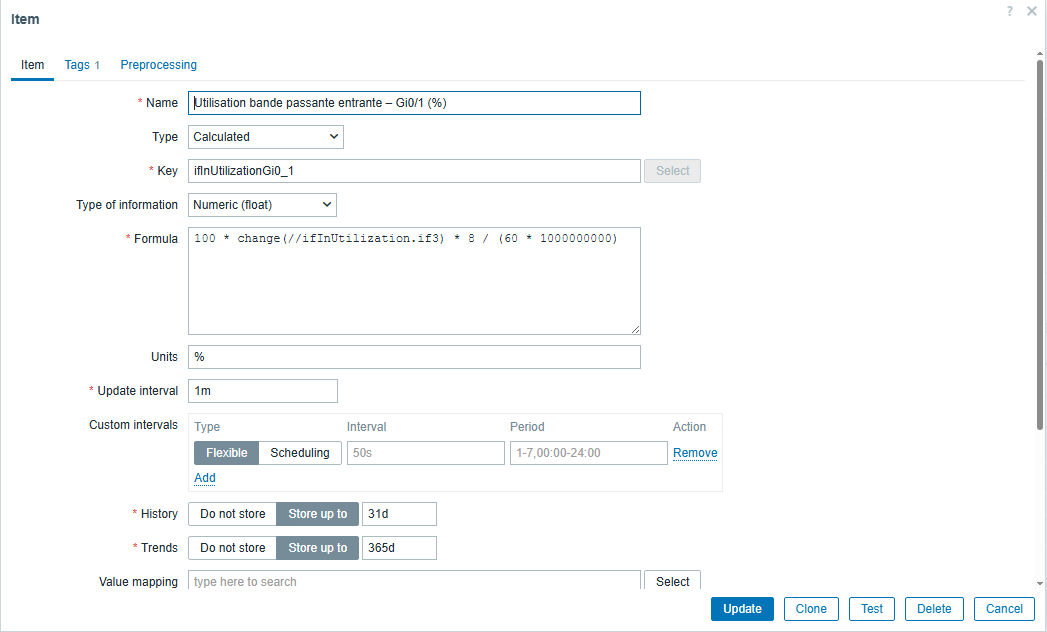 Item
? ×
Item Tags 1 Preprocessing
* Name Utilisation bande passante entrante – Gi0/1 (%)
Type Calculated
* Key ifInUtilizationGi0_1 Select
Type of information Numeric (float)
* Formula 100 * change(//ifInUtilization.if3) * 8 / (60 * 1000000000)
Units %
* Update interval 1m
Custom intervals Type Interval Period Action
Flexible Scheduling 50s 1-7,00:00-24:00 Remove
Add
* History Do not store Store up to 31d
* Trends Do not store Store up to 365d
Value mapping type here to search Select
Update Clone Test Delete Cancel